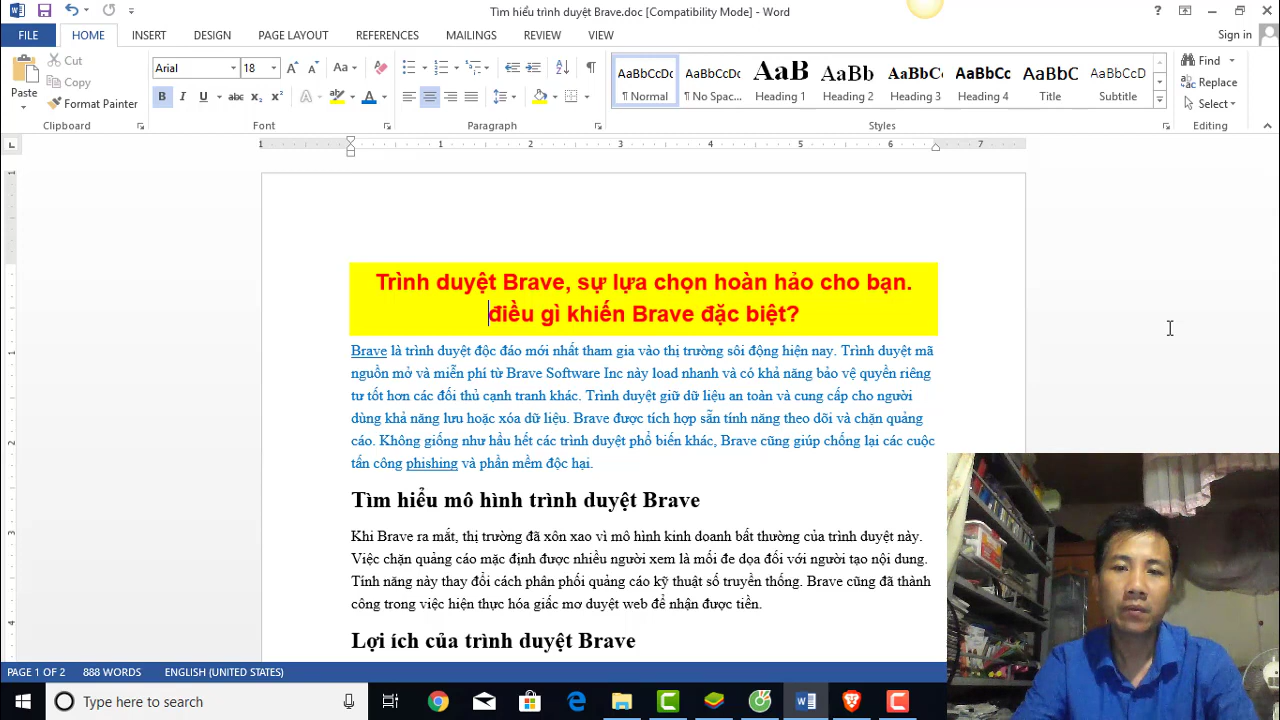 Tìm hiểu trình duyệt Brave.doc [Compatibility Mode] - Word
FILE HOME INSERT DESIGN PAGE LAYOUT REFERENCES MAILINGS REVIEW VIEW Sign in
Paste
Cut
Copy
Format Painter
Clipboard
Arial 18
Font
Paragraph
AaBbCcDc AaBbCcDc AaB AaBb AaBbCc AaBbCc AaBbC AaBbCcD
¶ Normal ¶ No Spac... Heading 1 Heading 2 Heading 3 Heading 4 Title Subtitle
Styles
Find
Replace
Select
Editing
1 1 2 3 4 5 6 7
Trình duyệt Brave, sự lựa chọn hoàn hảo cho bạn.
điều gì khiến Brave đặc biệt?
Brave là trình duyệt độc đáo mới nhất tham gia vào thị trường sôi động hiện nay. Trình duyệt mã
nguồn mở và miễn phí từ Brave Software Inc này load nhanh và có khả năng bảo vệ quyền riêng
tư tốt hơn các đối thủ cạnh tranh khác. Trình duyệt giữ dữ liệu an toàn và cung cấp cho người
dùng khả năng lưu hoặc xóa dữ liệu. Brave được tích hợp sẵn tính năng theo dõi và chặn quảng
cáo. Không giống như hầu hết các trình duyệt phổ biến khác, Brave cũng giúp chống lại các cuộc
tấn công phishing và phần mềm độc hại.
Tìm hiểu mô hình trình duyệt Brave
Khi Brave ra mắt, thị trường đã xôn xao vì mô hình kinh doanh bất thường của trình duyệt này.
Việc chặn quảng cáo mặc định được nhiều người xem là mối đe dọa đối với người tạo nội dung.
Tính năng này thay đổi cách phân phối quảng cáo kỹ thuật số truyền thống. Brave cũng đã thành
công trong việc hiện thực hóa giấc mơ duyệt web để nhận được tiền.
Lợi ích của trình duyệt Brave
PAGE 1 OF 2 888 WORDS ENGLISH (UNITED STATES)
Type here to search